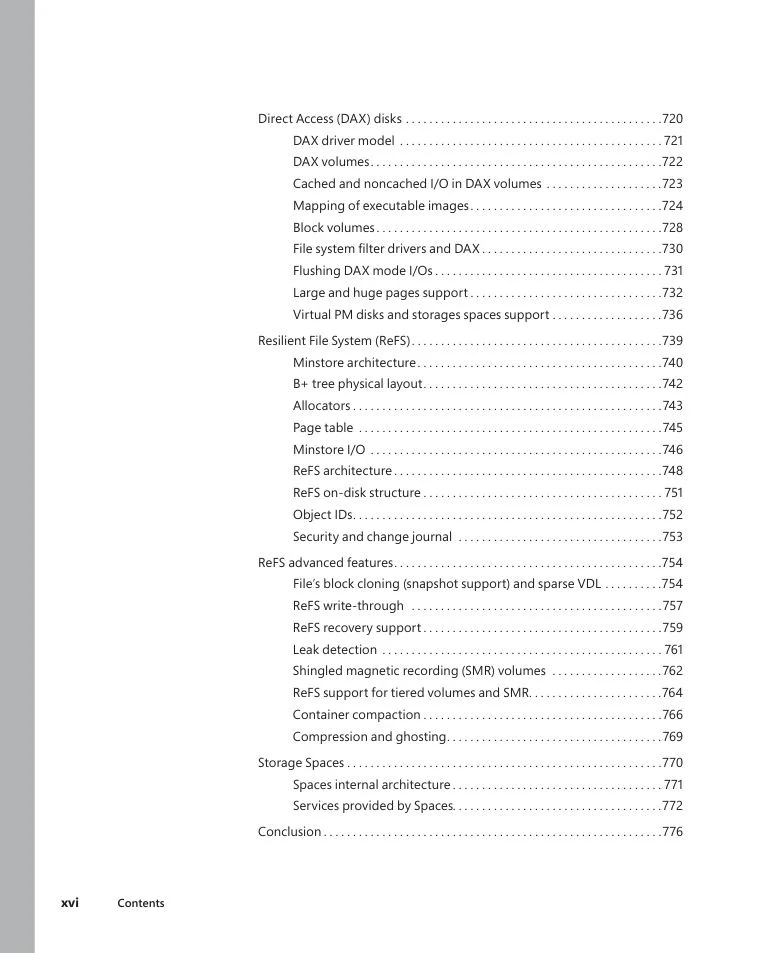 Direct Access (DAX) disks . . . . . . . . . . . . . . . . . . . . . . . . . . . . . . . . . . . . . . . . . . . .720
DAX driver model . . . . . . . . . . . . . . . . . . . . . . . . . . . . . . . . . . . . . . . . . . . . . 721
DAX volumes. . . . . . . . . . . . . . . . . . . . . . . . . . . . . . . . . . . . . . . . . . . . . . . . . .722
Cached and noncached I/O in DAX volumes . . . . . . . . . . . . . . . . . . . .723
Mapping of executable images. . . . . . . . . . . . . . . . . . . . . . . . . . . . . . . . .724
Block volumes. . . . . . . . . . . . . . . . . . . . . . . . . . . . . . . . . . . . . . . . . . . . . . . . .728
File system filter drivers and DAX . . . . . . . . . . . . . . . . . . . . . . . . . . . . . . .730
Flushing DAX mode I/Os . . . . . . . . . . . . . . . . . . . . . . . . . . . . . . . . . . . . . . . 731
Large and huge pages support . . . . . . . . . . . . . . . . . . . . . . . . . . . . . . . . .732
Virtual PM disks and storages spaces support . . . . . . . . . . . . . . . . . . .736
Resilient File System (ReFS). . . . . . . . . . . . . . . . . . . . . . . . . . . . . . . . . . . . . . . . . . .739
Minstore architecture. . . . . . . . . . . . . . . . . . . . . . . . . . . . . . . . . . . . . . . . . .740
B+ tree physical layout. . . . . . . . . . . . . . . . . . . . . . . . . . . . . . . . . . . . . . . . .742
Allocators . . . . . . . . . . . . . . . . . . . . . . . . . . . . . . . . . . . . . . . . . . . . . . . . . . . . .743
Page table . . . . . . . . . . . . . . . . . . . . . . . . . . . . . . . . . . . . . . . . . . . . . . . . . . . .745
Minstore I/O . . . . . . . . . . . . . . . . . . . . . . . . . . . . . . . . . . . . . . . . . . . . . . . . . .746
ReFS architecture . . . . . . . . . . . . . . . . . . . . . . . . . . . . . . . . . . . . . . . . . . . . . .748
ReFS on-disk structure . . . . . . . . . . . . . . . . . . . . . . . . . . . . . . . . . . . . . . . . . 751
Object IDs. . . . . . . . . . . . . . . . . . . . . . . . . . . . . . . . . . . . . . . . . . . . . . . . . . . . .752
Security and change journal . . . . . . . . . . . . . . . . . . . . . . . . . . . . . . . . . . .753
ReFS advanced features. . . . . . . . . . . . . . . . . . . . . . . . . . . . . . . . . . . . . . . . . . . . . .754
File’s block cloning (snapshot support) and sparse VDL . . . . . . . . . .754
ReFS write-through . . . . . . . . . . . . . . . . . . . . . . . . . . . . . . . . . . . . . . . . . . .757
ReFS recovery support . . . . . . . . . . . . . . . . . . . . . . . . . . . . . . . . . . . . . . . . .759
Leak detection . . . . . . . . . . . . . . . . . . . . . . . . . . . . . . . . . . . . . . . . . . . . . . . . 761
Shingled magnetic recording (SMR) volumes . . . . . . . . . . . . . . . . . . .762
ReFS support for tiered volumes and SMR. . . . . . . . . . . . . . . . . . . . . . .764
Container compaction . . . . . . . . . . . . . . . . . . . . . . . . . . . . . . . . . . . . . . . . .766
Compression and ghosting. . . . . . . . . . . . . . . . . . . . . . . . . . . . . . . . . . . . .769
Storage Spaces . . . . . . . . . . . . . . . . . . . . . . . . . . . . . . . . . . . . . . . . . . . . . . . . . . . . . .770
Spaces internal architecture . . . . . . . . . . . . . . . . . . . . . . . . . . . . . . . . . . . . 771
Services provided by Spaces. . . . . . . . . . . . . . . . . . . . . . . . . . . . . . . . . . . .772
Conclusion . . . . . . . . . . . . . . . . . . . . . . . . . . . . . . . . . . . . . . . . . . . . . . . . . . . . . . . . . .776
xvi Contents